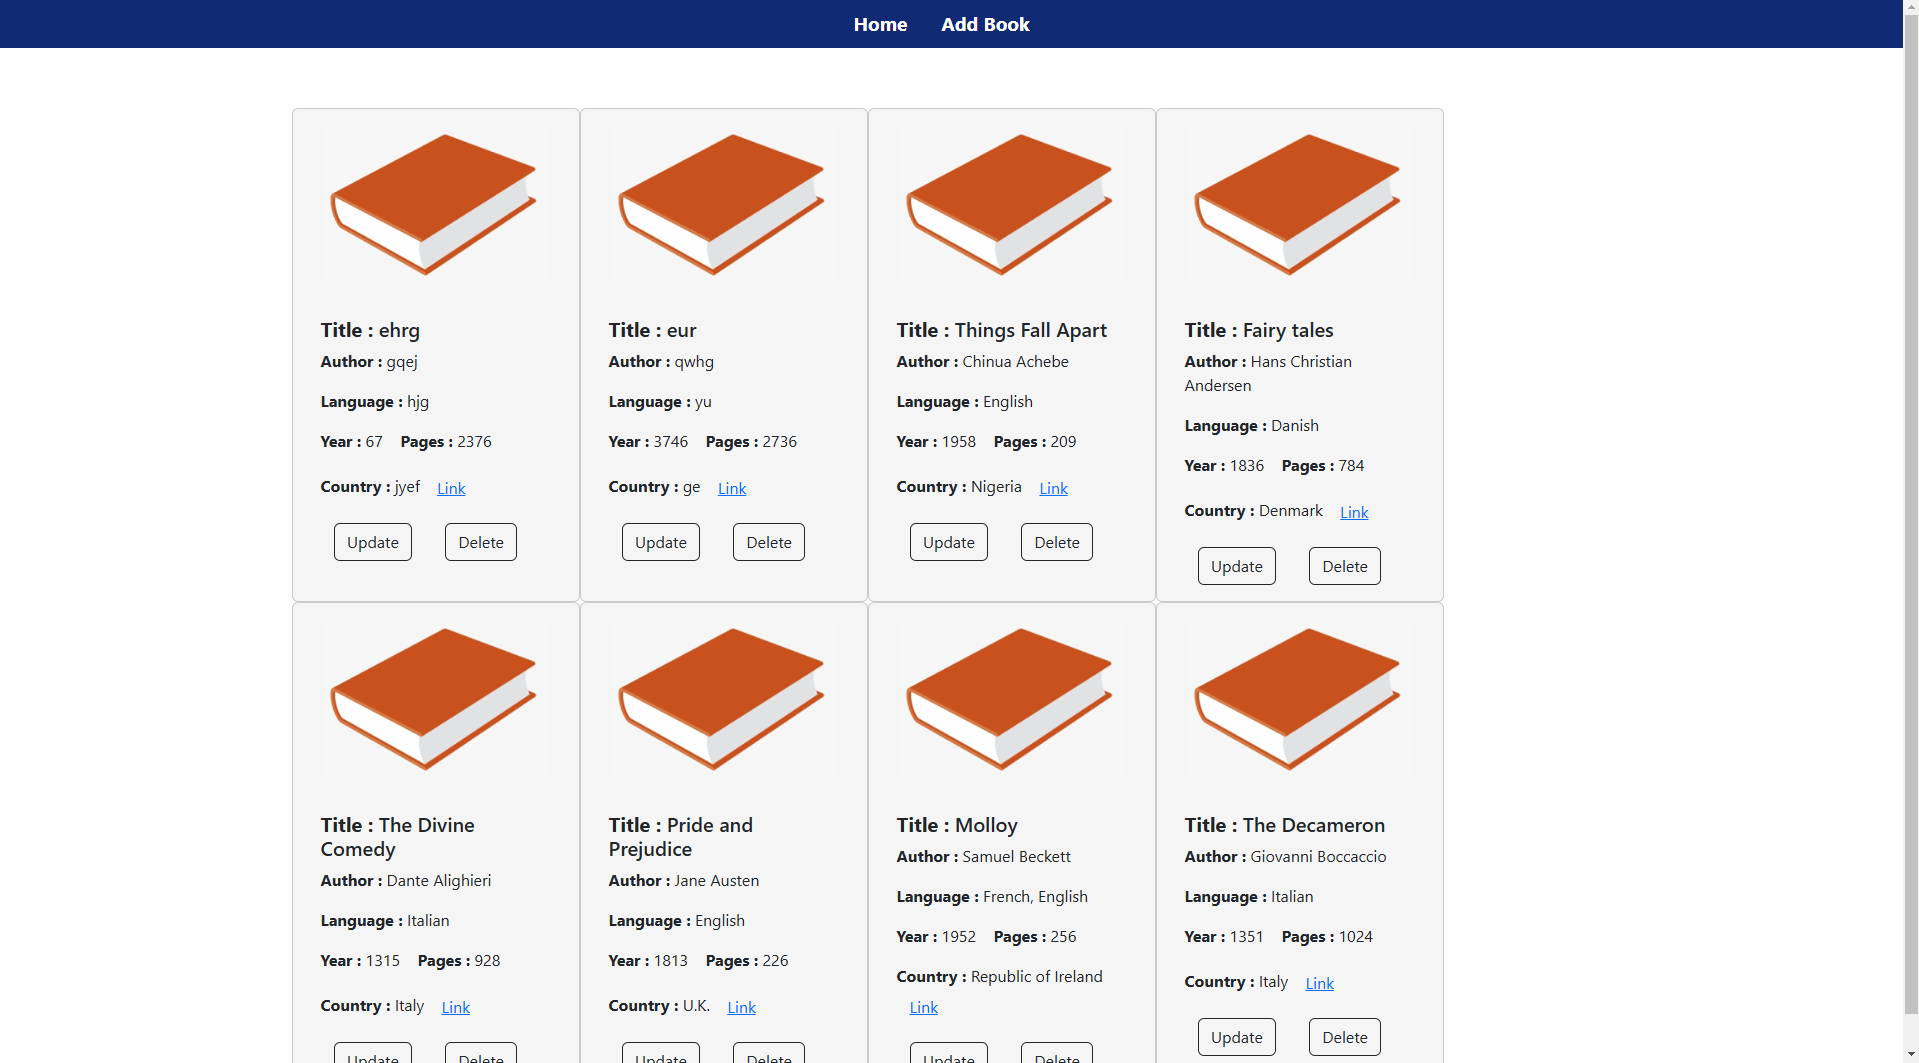 Home Add Book
Title : ehrg
Author : gqej
Language : hjg
Year : 67 Pages : 2376
Country : jyef Link
Update Delete
Title : eur
Author : qwhg
Language : yu
Year : 3746 Pages : 2736
Country : ge Link
Update Delete
Title : Things Fall Apart
Author : Chinua Achebe
Language : English
Year : 1958 Pages : 209
Country : Nigeria Link
Update Delete
Title : Fairy tales
Author : Hans Christian
Andersen
Language : Danish
Year : 1836 Pages : 784
Country : Denmark Link
Update Delete
Title : The Divine
Comedy
Author : Dante Alighieri
Language : Italian
Year : 1315 Pages : 928
Country : Italy Link
Update Delete
Title : Pride and
Prejudice
Author : Jane Austen
Language : English
Year : 1813 Pages : 226
Country : U.K. Link
Update Delete
Title : Molloy
Author : Samuel Beckett
Language : French, English
Year : 1952 Pages : 256
Country : Republic of Ireland
Link
Update Delete
Title : The Decameron
Author : Giovanni Boccaccio
Language : Italian
Year : 1351 Pages : 1024
Country : Italy Link
Update Delete